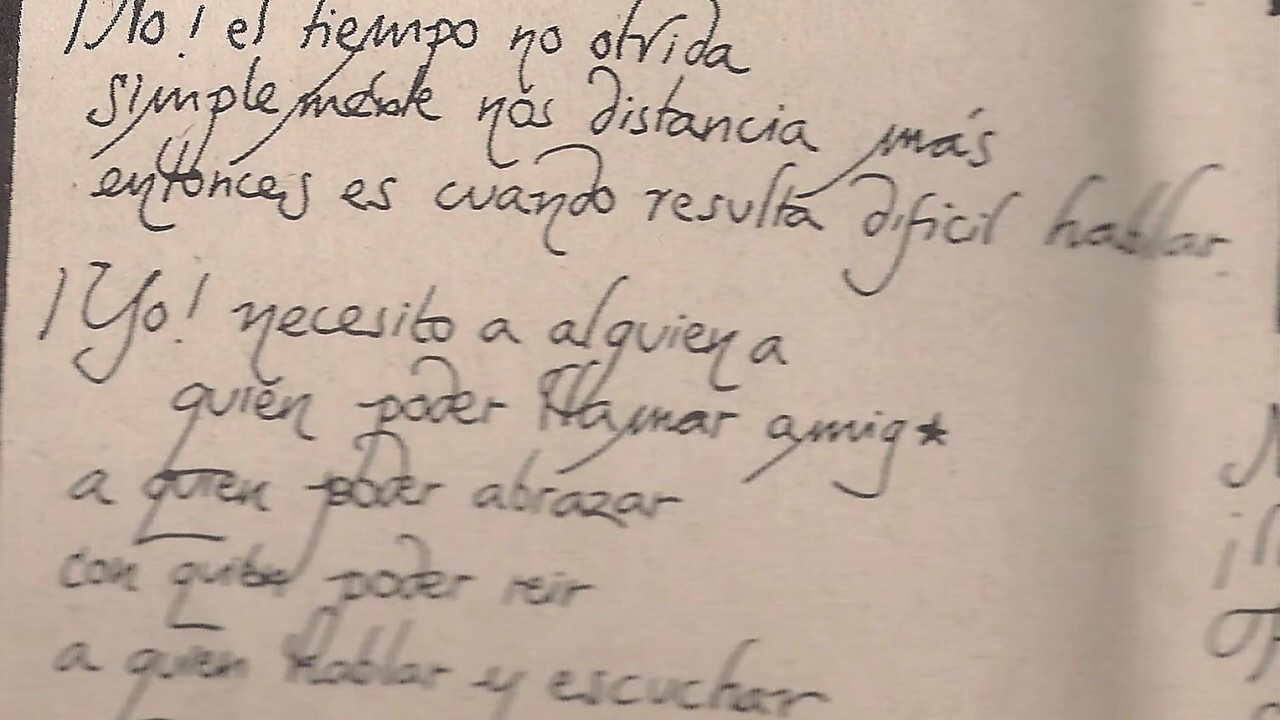 ¡No! el tiempo no olvida
simplemente nos distancia más
entonces es cuando resulta dificil hablar.
¡Yo! necesito a alguien a
quién poder llamar amig*
a quien poder abrazar
con quien poder reir
a quien hablar y escuchar